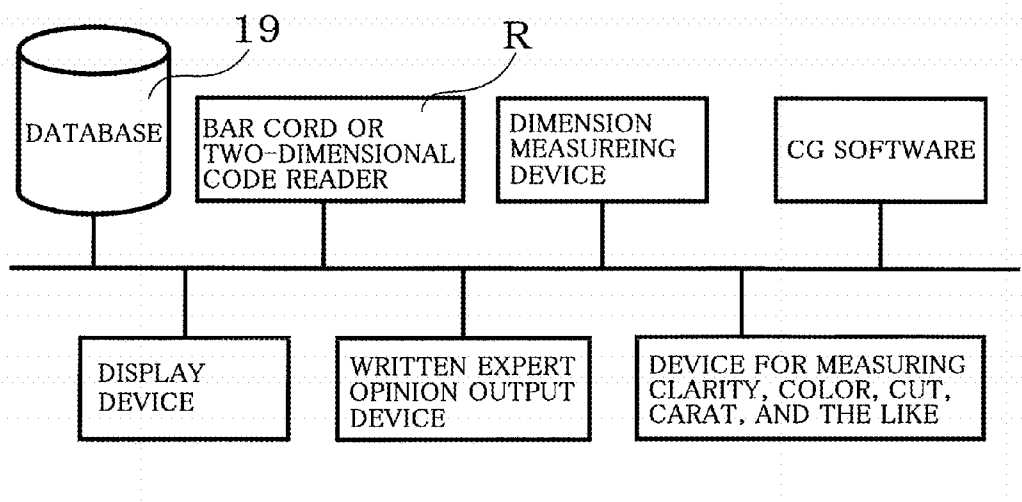 19
R
DATABASE
BAR CORD OR
TWO-DIMENSIONAL
CODE READER
DIMENSION
MEASUREING
DEVICE
CG SOFTWARE
DISPLAY
DEVICE
WRITTEN EXPERT
OPINION OUTPUT
DEVICE
DEVICE FOR MEASURING
CLARITY, COLOR, CUT,
CARAT, AND THE LIKE